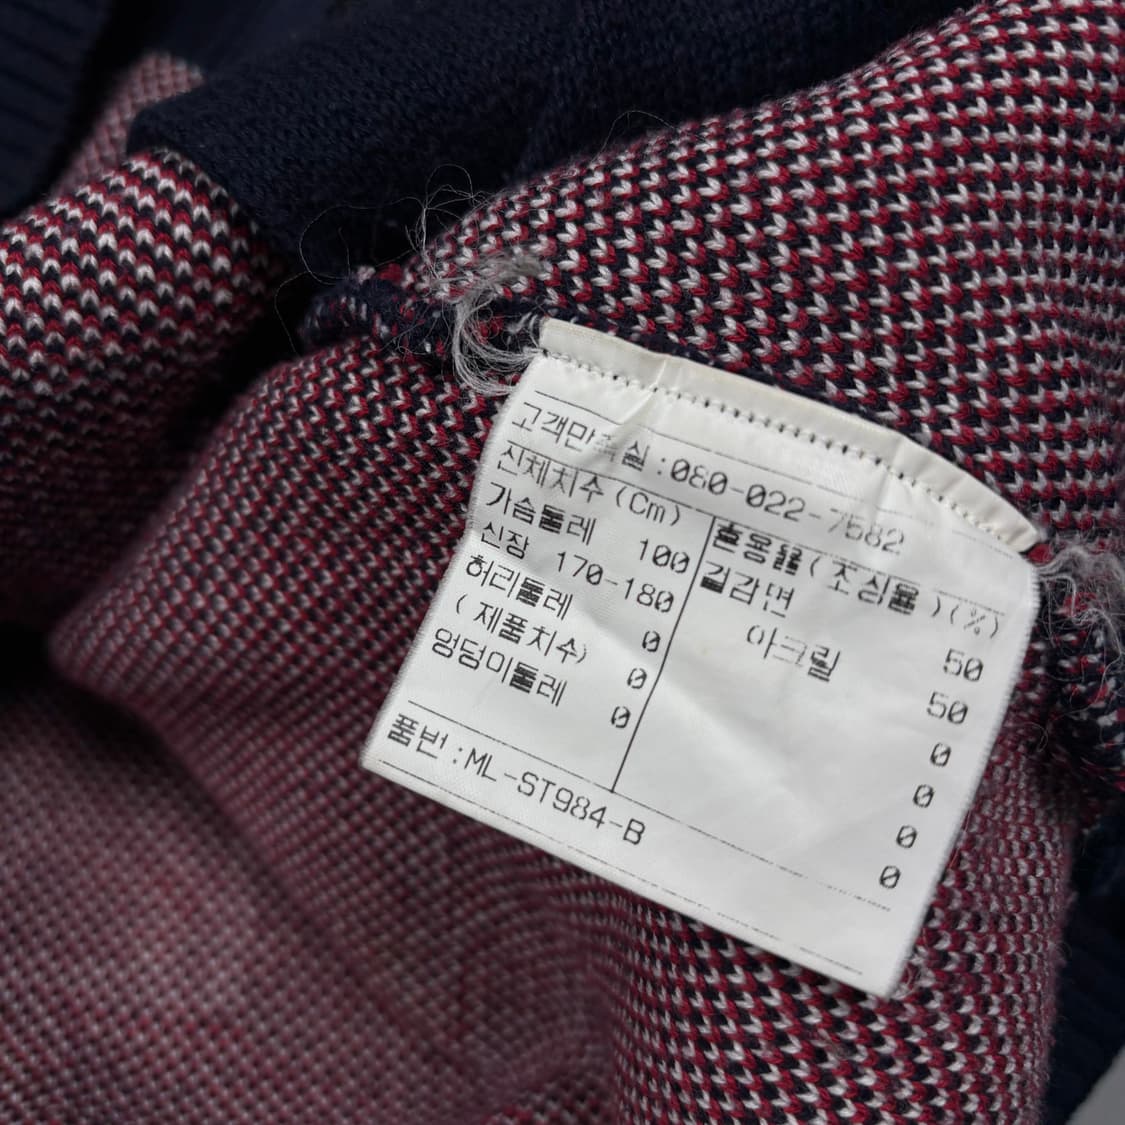 고객만족실 :080-022-7582
신체치수 (Cm)
가슴둘레 100
신장 170-180
허리둘레 0
( 제품치수) 0
엉덩이둘레 0
혼용율 ( 조성율 ) (%)
겉감면 50
아크릴 50
0
0
0
0
품번 :ML-ST984-B